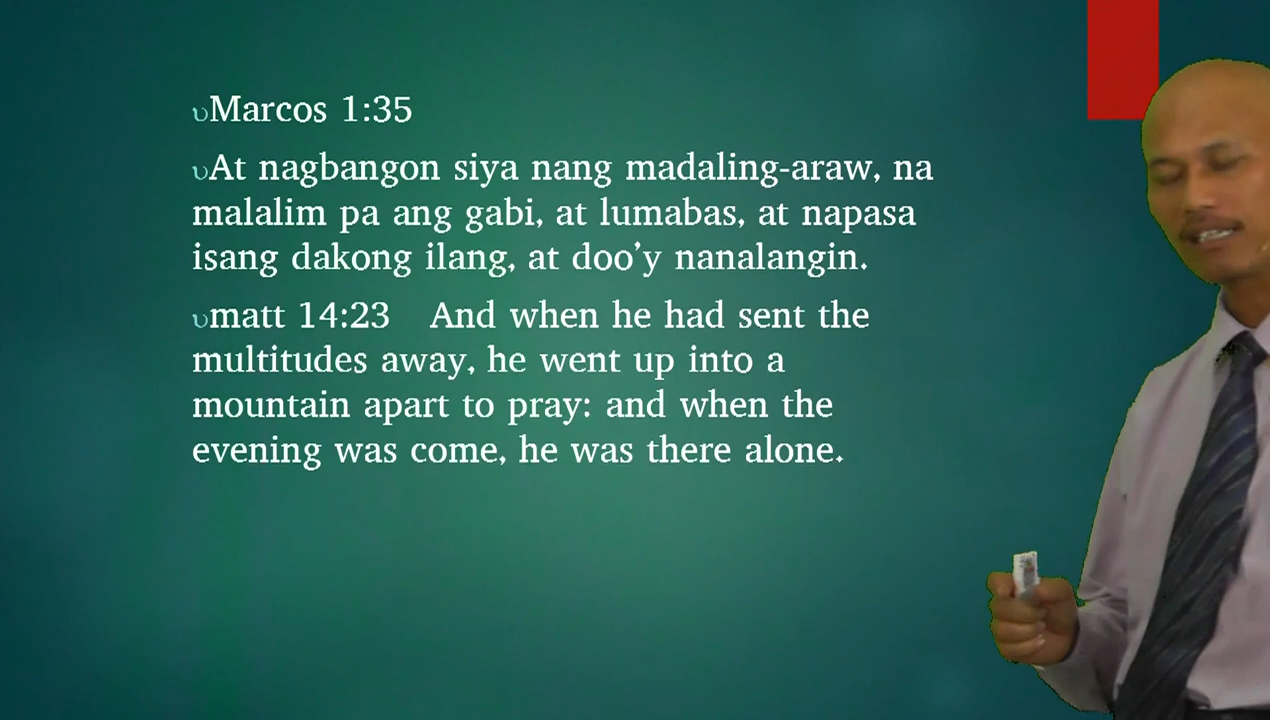 Marcos 1:35
At nagbangon siya nang madaling-araw, na
malalim pa ang gabi, at lumabas, at napasa
isang dakong ilang, at doo’y nanalangin.
matt 14:23 And when he had sent the
multitudes away, he went up into a
mountain apart to pray: and when the
evening was come, he was there alone.